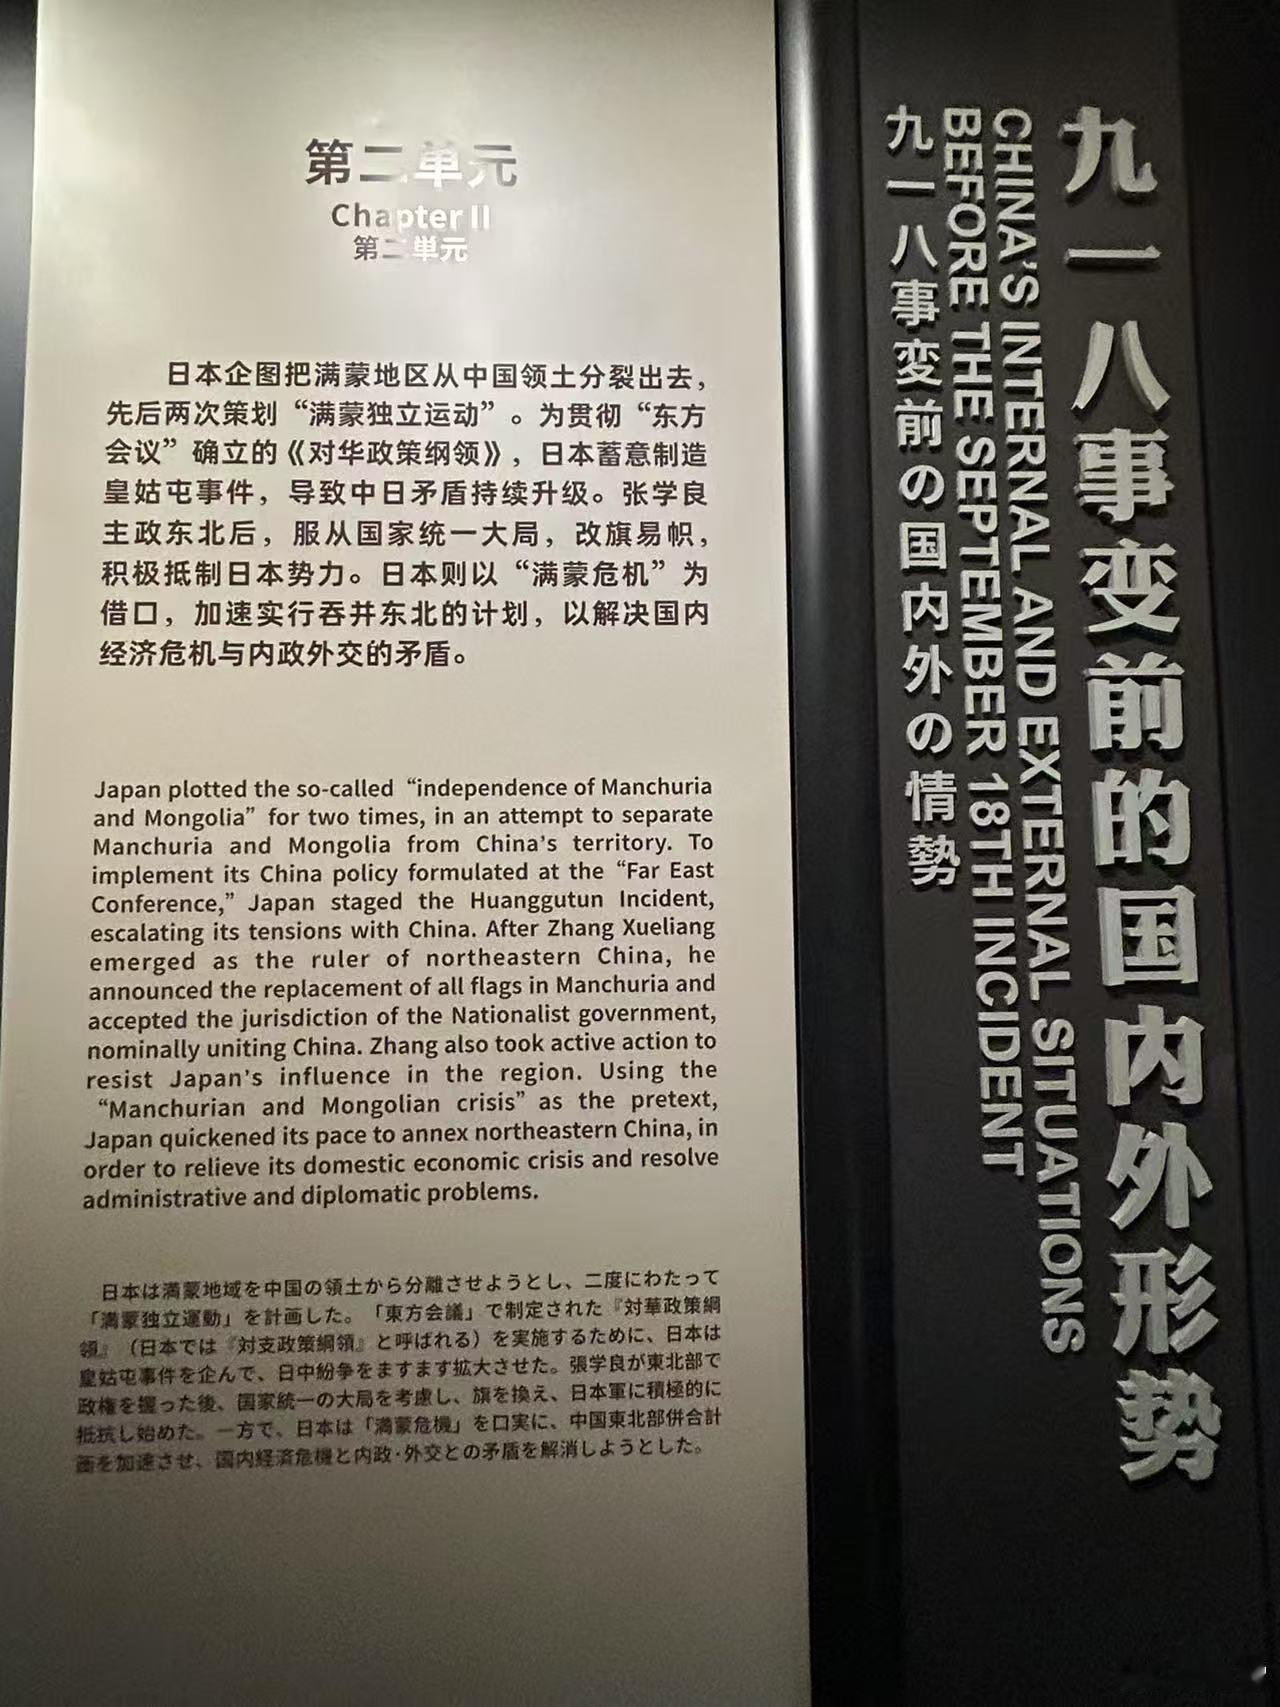 第二单元
Chapter II
第二単元
日本企图把满蒙地区从中国领土分裂出去，
先后两次策划“满蒙独立运动”。为贯彻“东方
会议”确立的《对华政策纲领》，日本蓄意制造
皇姑屯事件，导致中日矛盾持续升级。张学良
主政东北后，服从国家统一大局，改旗易帜，
积极抵制日本势力。日本则以“满蒙危机”为
借口，加速实行吞并东北的计划，以解决国内
经济危机与内政外交的矛盾。
Japan plotted the so-called “independence of Manchuria
and Mongolia” for two times, in an attempt to separate
Manchuria and Mongolia from China’s territory. To
implement its China policy formulated at the “Far East
Conference,” Japan staged the Huanggutun Incident,
escalating its tensions with China. After Zhang Xueliang
emerged as the ruler of northeastern China, he
announced the replacement of all flags in Manchuria and
accepted the jurisdiction of the Nationalist government,
nominally uniting China. Zhang also took active action to
resist Japan’s influence in the region. Using the
“Manchurian and Mongolian crisis” as the pretext,
Japan quickened its pace to annex northeastern China, in
order to relieve its domestic economic crisis and resolve
administrative and diplomatic problems.
日本は満蒙地域を中国の領土から分離させようとし、二度にわたって
「満蒙独立運動」を計画した。「東方会議」で制定された『対華政策綱
領』（日本では『対支政策綱領』と呼ばれる）を実施するために、日本は
皇姑屯事件を企んで、日中紛争をますます拡大させた。張学良が東北部で
政権を握った後、国家統一の大局を考慮し、旗を換え、日本軍に積極的に
抵抗し始めた。一方で、日本は「満蒙危機」を口実に、中国東北部併合計
画を加速させ、国内経済危機と内政·外交との矛盾を解消しようとした。
九一八事变前的国内外形势
CHINA’S INTERNAL AND EXTERNAL SITUATIONS
BEFORE THE SEPTEMBER 18TH INCIDENT
九一八事変前の国内外の情勢